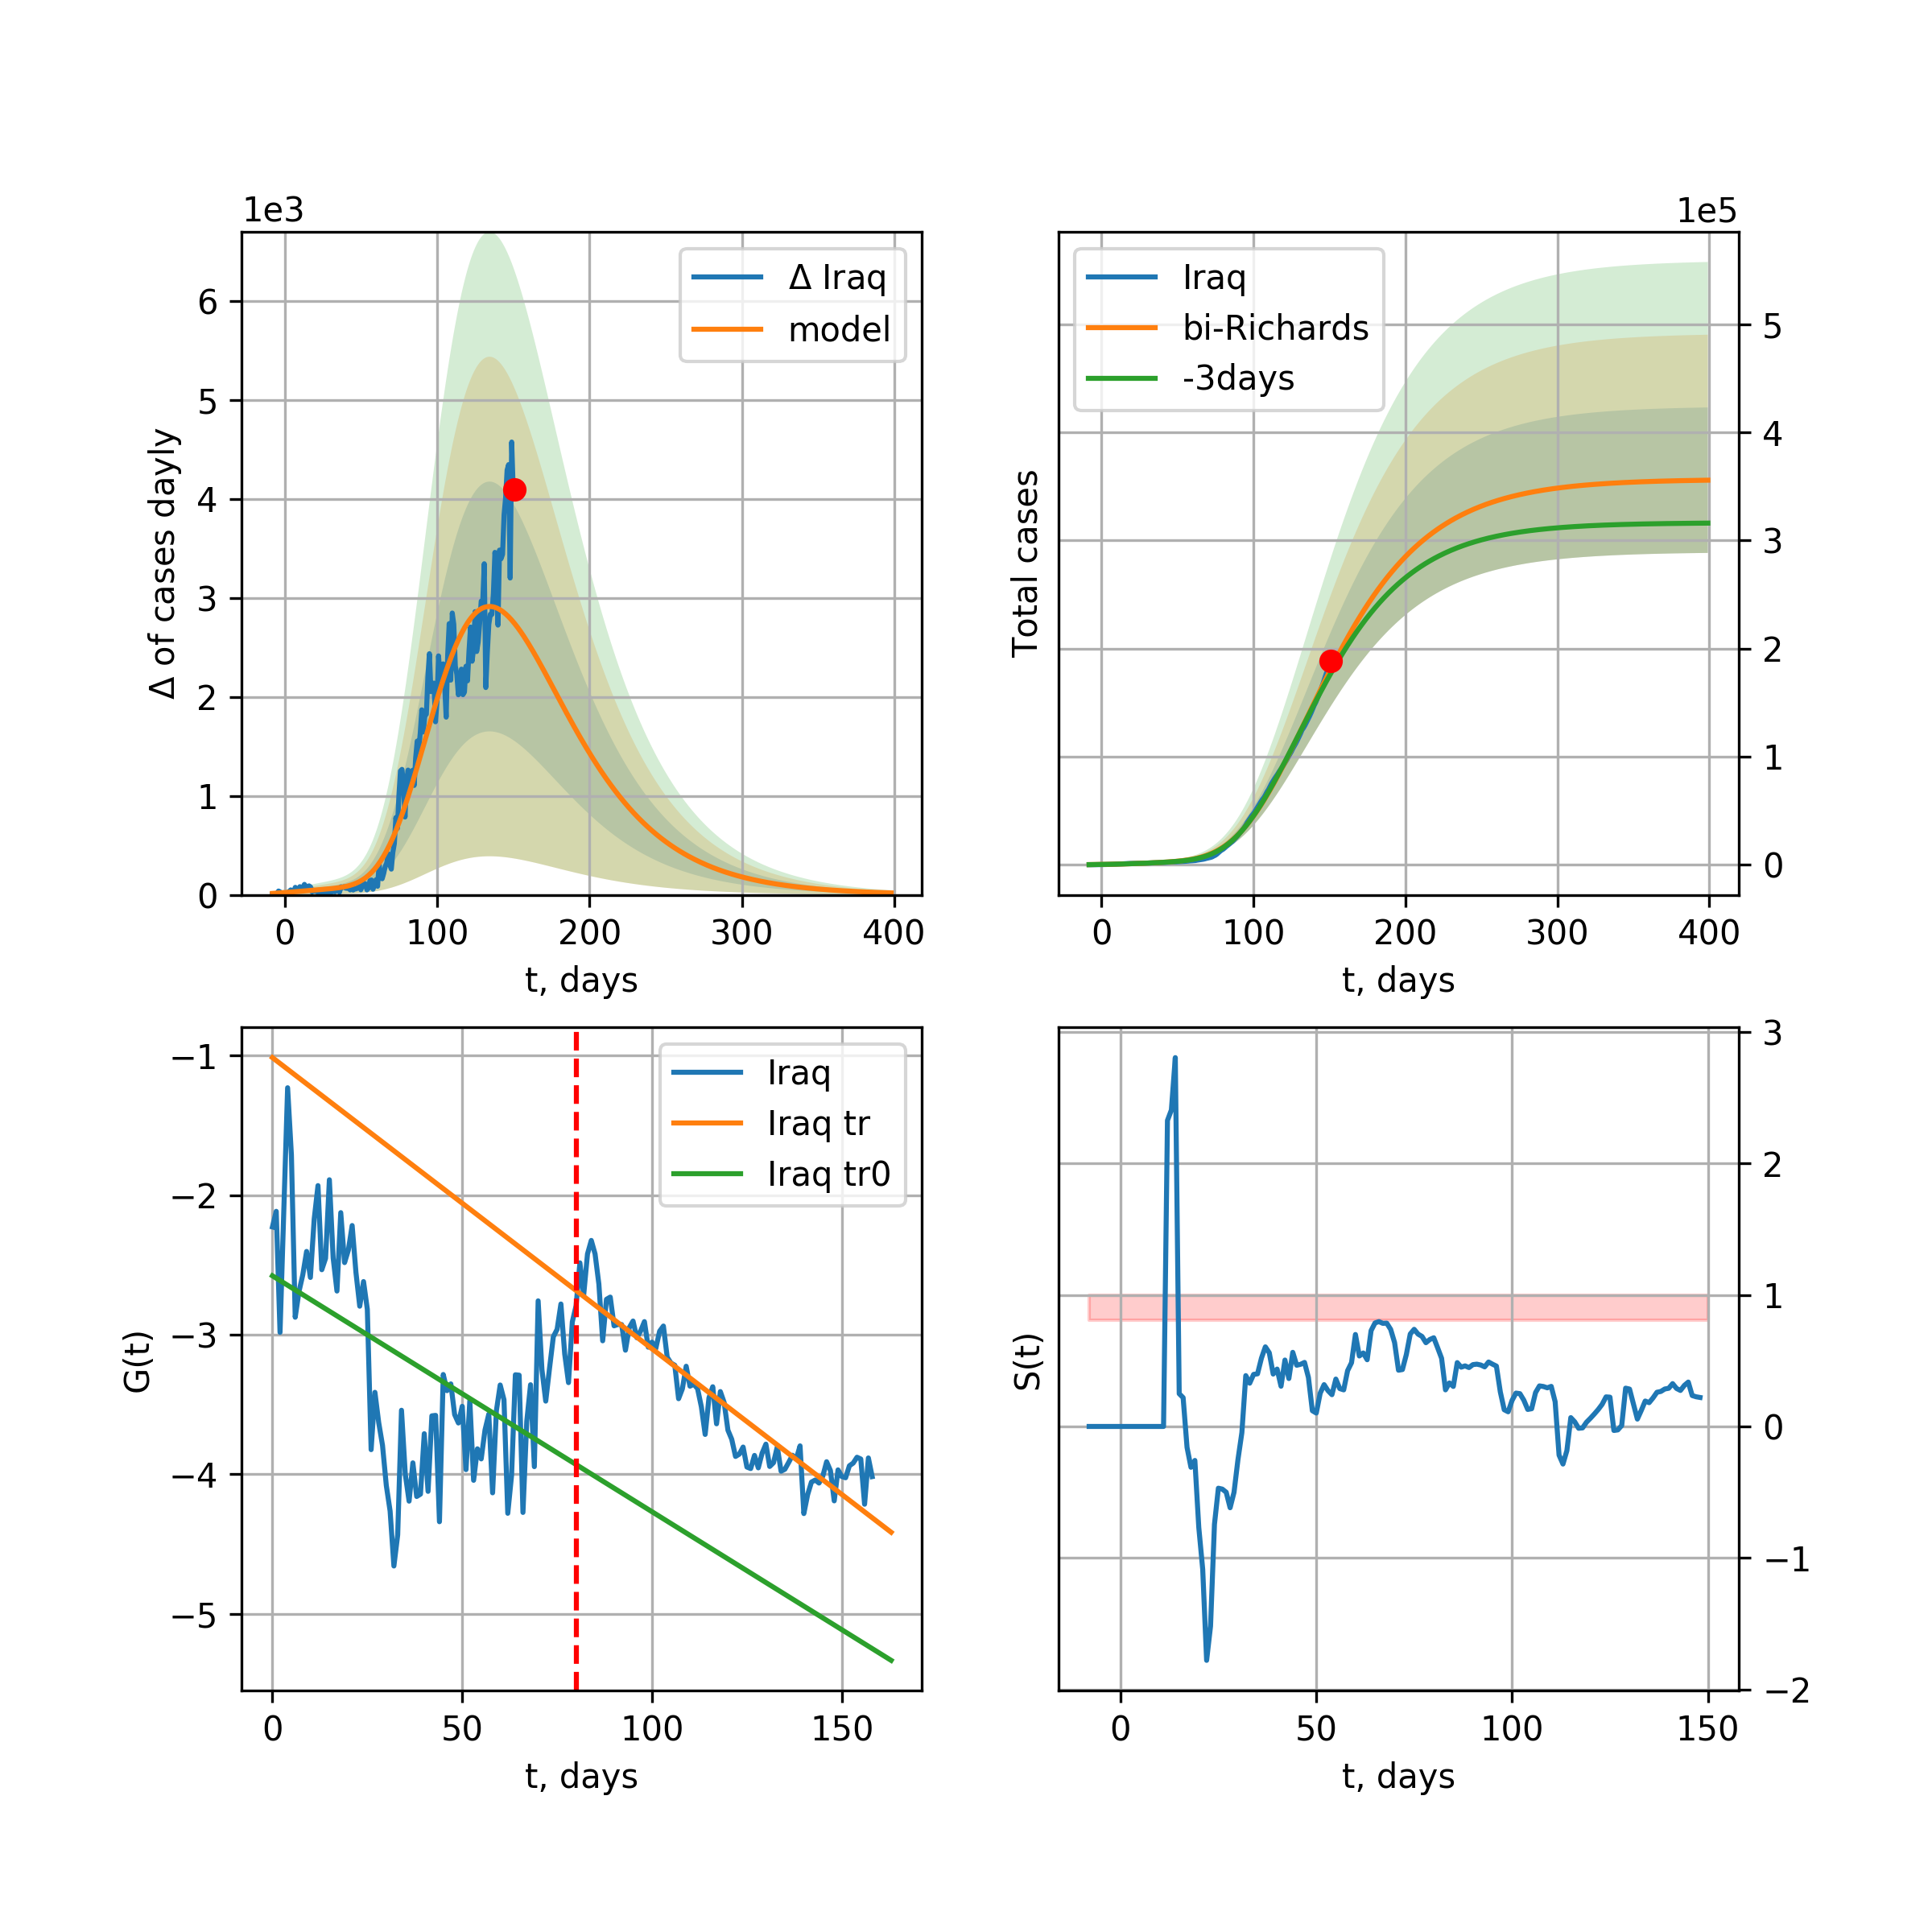 1e3
Δ Iraq
model
6
5
4
3
2
1
0
Δ of cases dayly
0 100 200 300 400
t, days
1e5
Iraq
bi-Richards
-3days
5
4
3
2
1
0
Total cases
0 100 200 300 400
t, days
Iraq
Iraq tr
Iraq tr0
−1
−2
−3
−4
−5
G(t)
0 50 100 150
t, days
3
2
1
0
−1
−2
S(t)
0 50 100 150
t, days